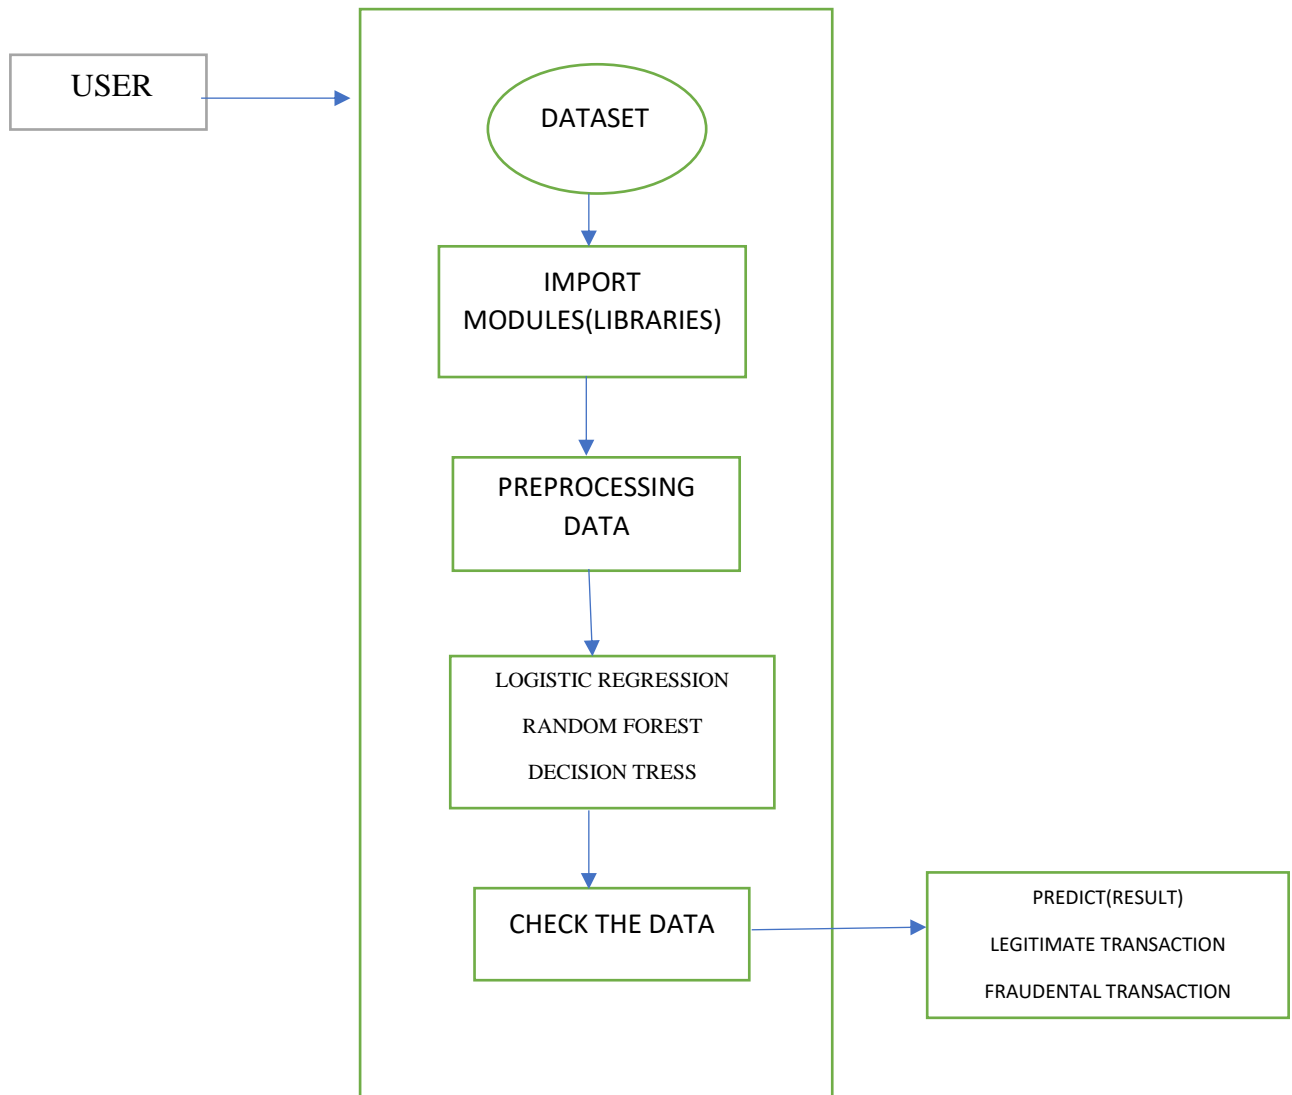 USER
DATASET
IMPORT
MODULES(LIBRARIES)
PREPROCESSING
DATA
LOGISTIC REGRESSION
RANDOM FOREST
DECISION TRESS
CHECK THE DATA
PREDICT(RESULT)
LEGITIMATE TRANSACTION
FRAUDENTAL TRANSACTION